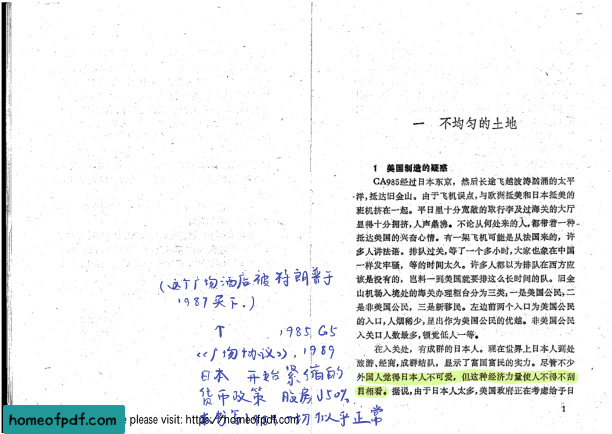 一 不均匀的土地
1 美国制造的疑惑
CA985经过日本东京，然后长途飞越波涛汹涌的太平
洋，抵达旧金山。由于飞机误点，与欧洲抵美和日本抵美的
班机挤在一起。平日里十分宽敞的取行李及过海关的大厅
显得十分拥挤，人声鼎沸。不论从何处来的人，都带着一种
抵达美国的兴奋心情。有一架飞机可能是从法国来的，许
多人讲法语。排队过关，等了一个多小时，大家也象在中国
一样发牢骚，等的时间太久。许多人都以为排队在西方应
该是没有的，岂料一到美国就要排这么长时间的队。旧金
山机场入境处的海关办理柜台分为三类：一是美国公民，二
是非美国公民，三是新移民。左边前两个入口为美国公民
的入口，人烟稀少，显出作为美国公民的优越。非美国公民
入关口人数最多，顿觉低人一等。
在入关处，有成群的日本人。现在世界上日本人到处
旅游、经商，成群结队，显示了富国富民的实力。尽管不少
外国人觉得日本人不可爱，但这种经济力量使人不得不刮
目相看。据说，由于日本人太多，美国政府正在考虑给予日
1
(这个广场酒店被特朗普于
1987买下.)
↑ 1985 G5
《广场协议》，1989
日本 开始紧缩的
货币政策 股房↓50%
切似乎正常
homeofpdf.com
e please visit: https://homeofpdf.com
homeofpdf.com